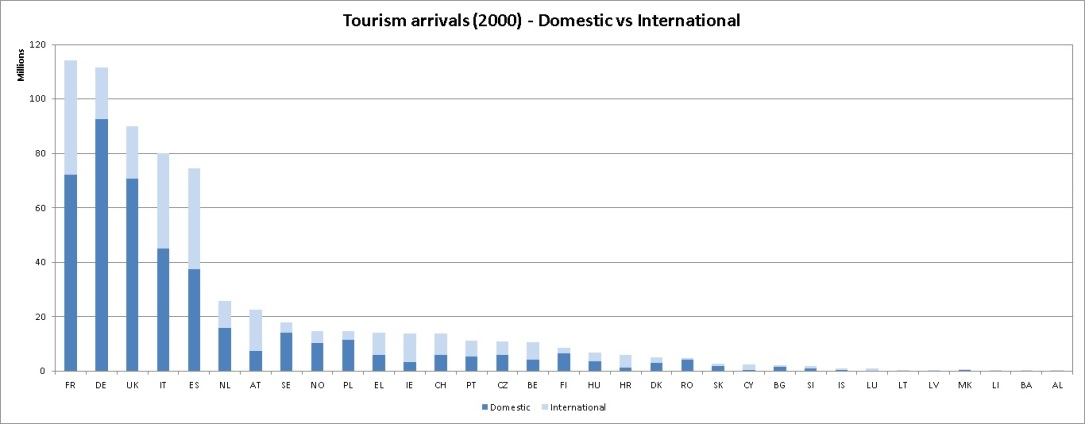 Tourism arrivals (2000) - Domestic vs International
Millions
120
100
80
60
40
20
0
FR DE UK IT ES NL AT SE NO PL EL IE CH PT CZ BE FI HU HR DK RO SK CY BG SI IS LU LT LV MK LI BA AL
Domestic International